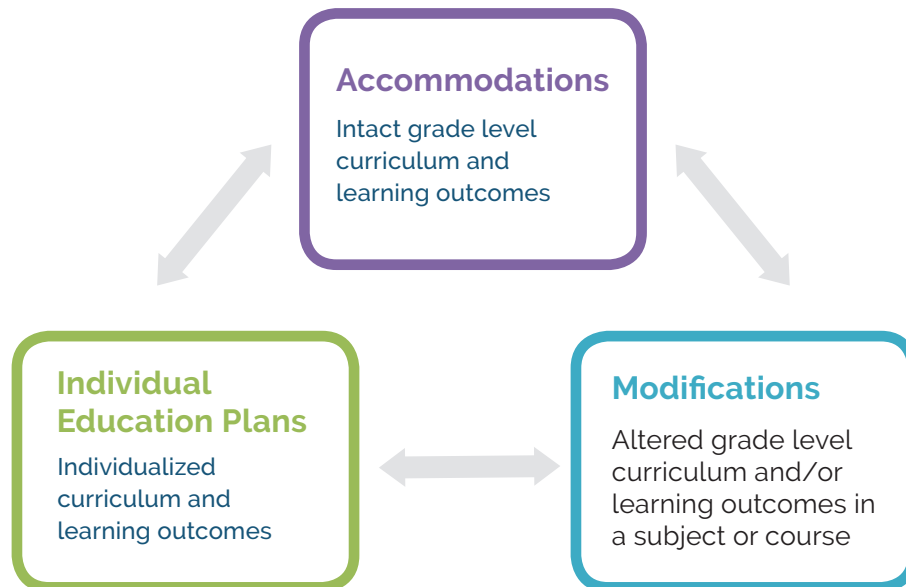 Accommodations
Intact grade level
curriculum and
learning outcomes
Individual
Education Plans
Individualized
curriculum and
learning outcomes
Modifications
Altered grade level
curriculum and/or
learning outcomes in
a subject or course